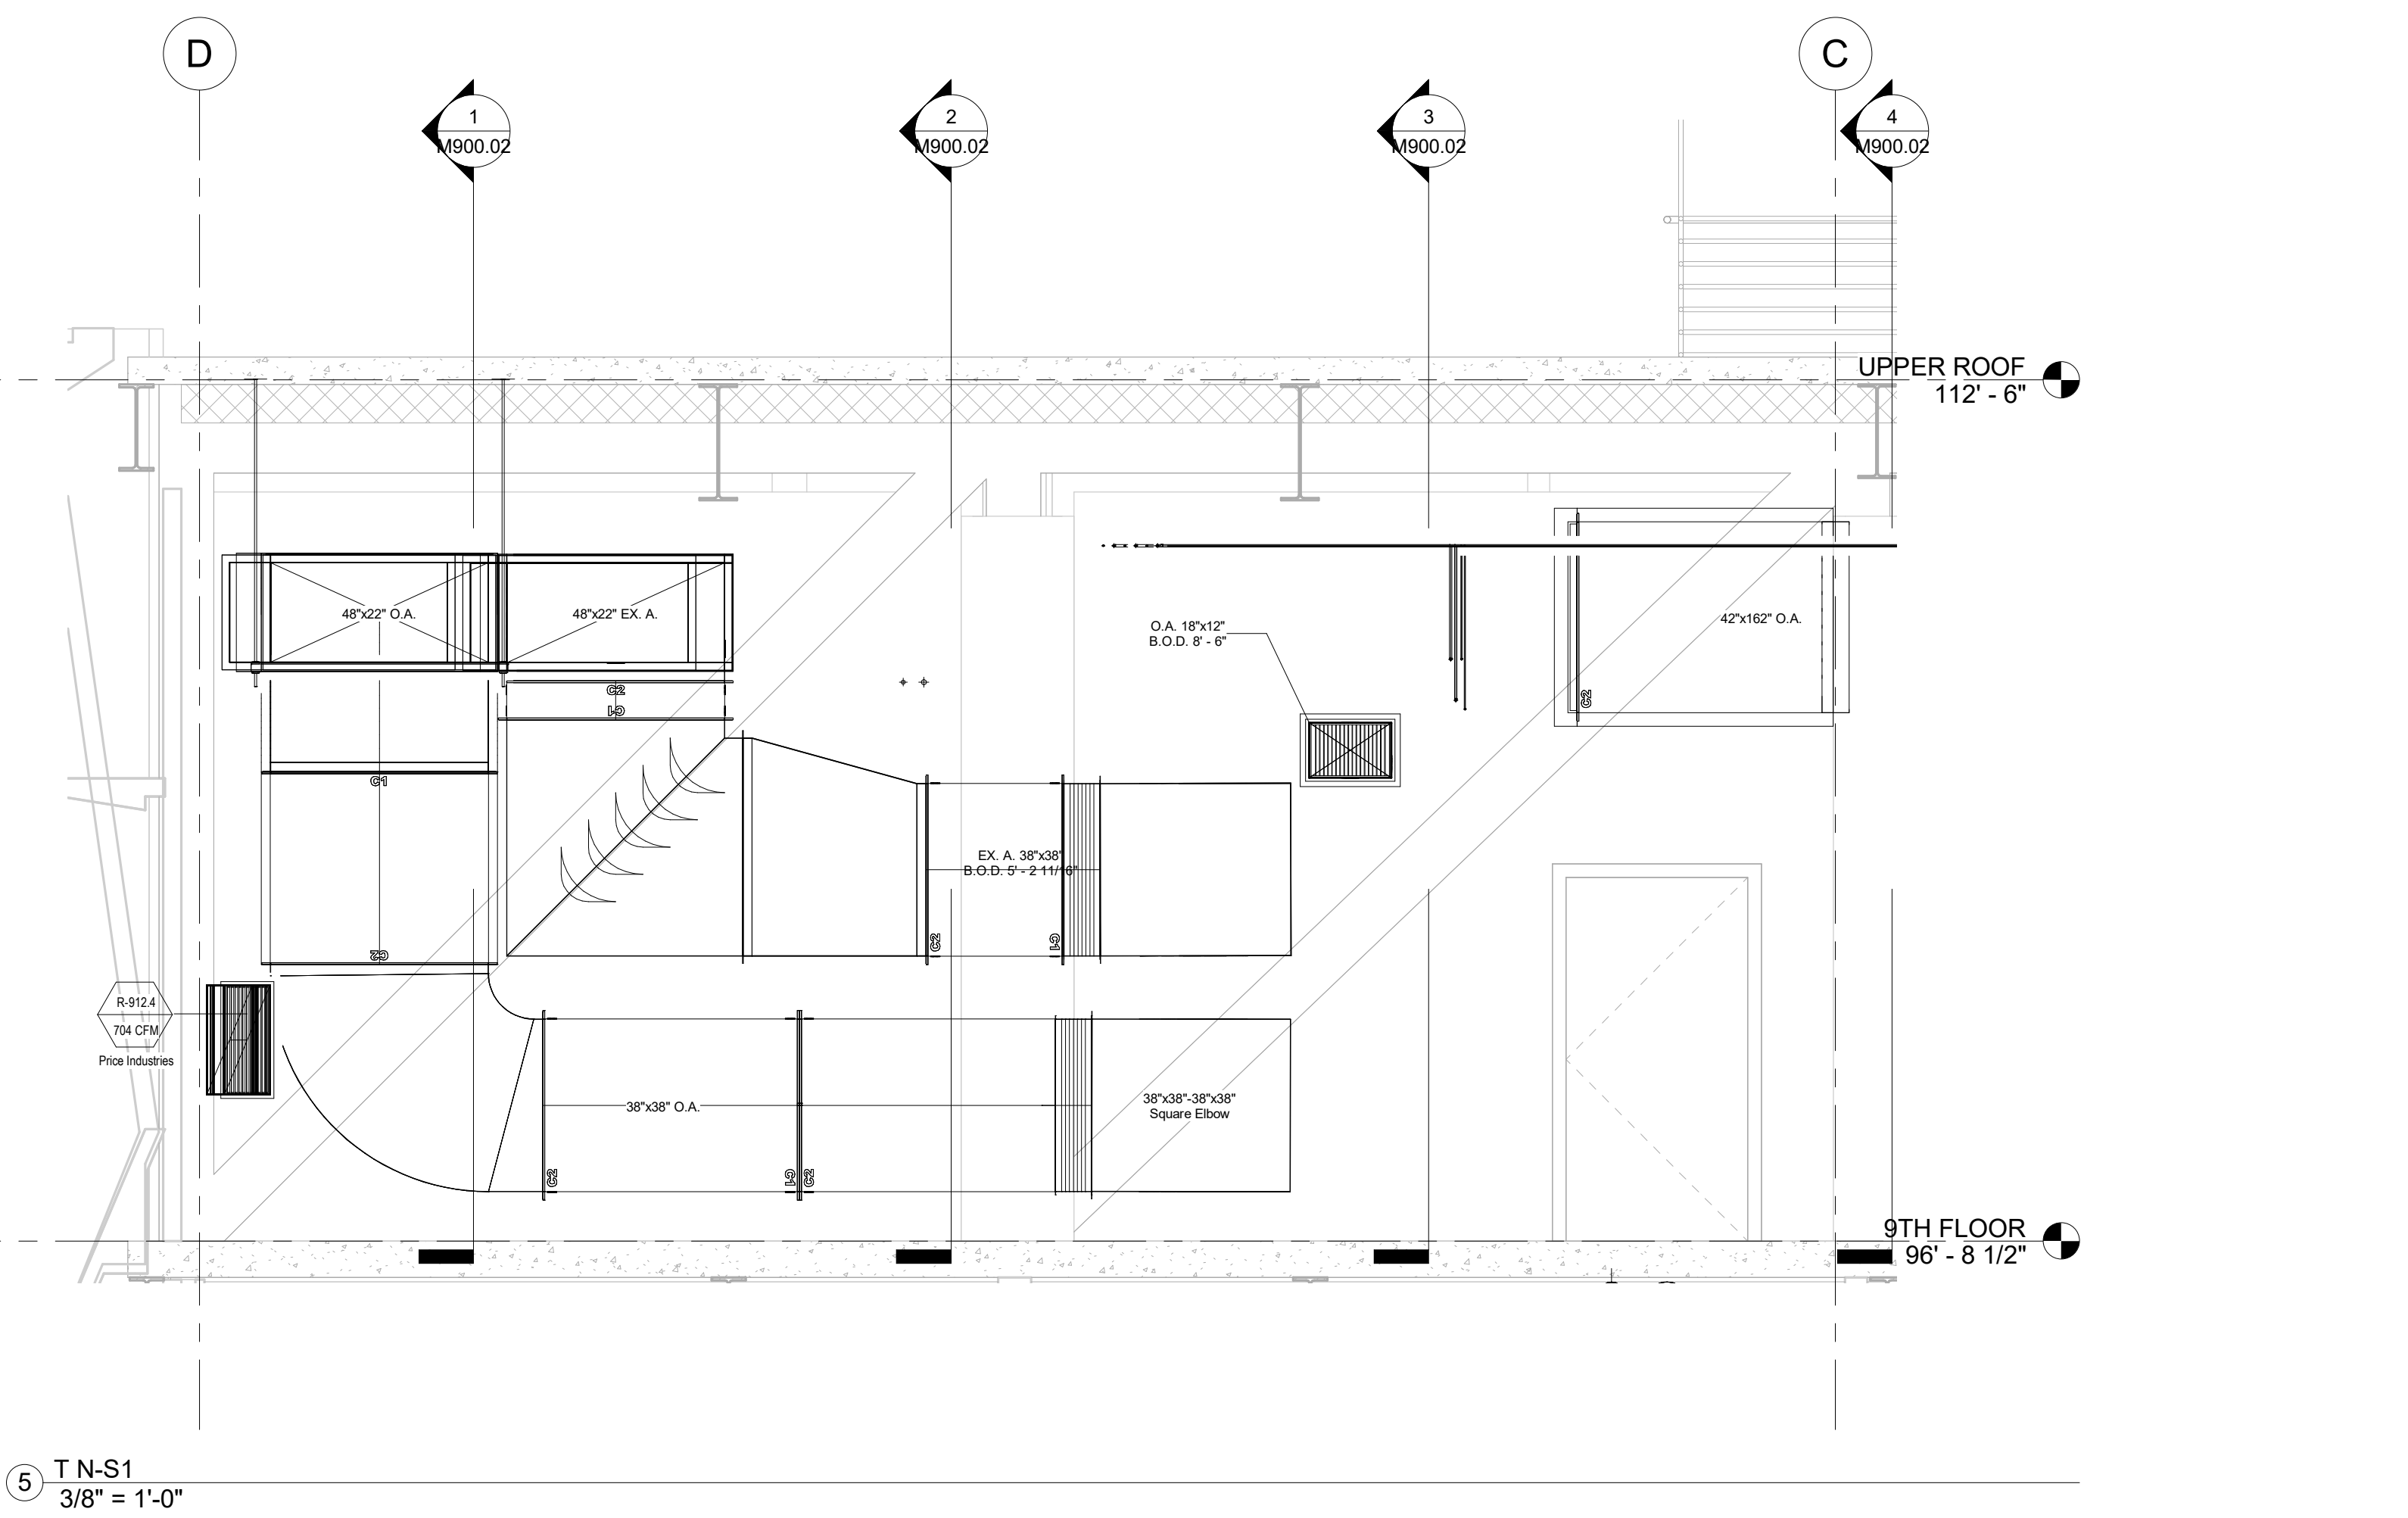 D
C
1
M900.02
2
M900.02
3
M900.02
4
M900.02
UPPER ROOF
112' - 6"
48"x22" O.A.
48"x22" EX. A.
O.A. 18"x12"
B.O.D. 8' - 6"
42"x162" O.A.
C2
C1
C2
C1
EX. A. 38"x38"
B.O.D. 5' - 2 11/16"
C2
C1
C2
R-912.4
704 CFM
Price Industries
38"x38" O.A.
38"x38"-38"x38"
Square Elbow
C2
C1
C2
9TH FLOOR
96' - 8 1/2"
5
T N-S1
3/8" = 1'-0"